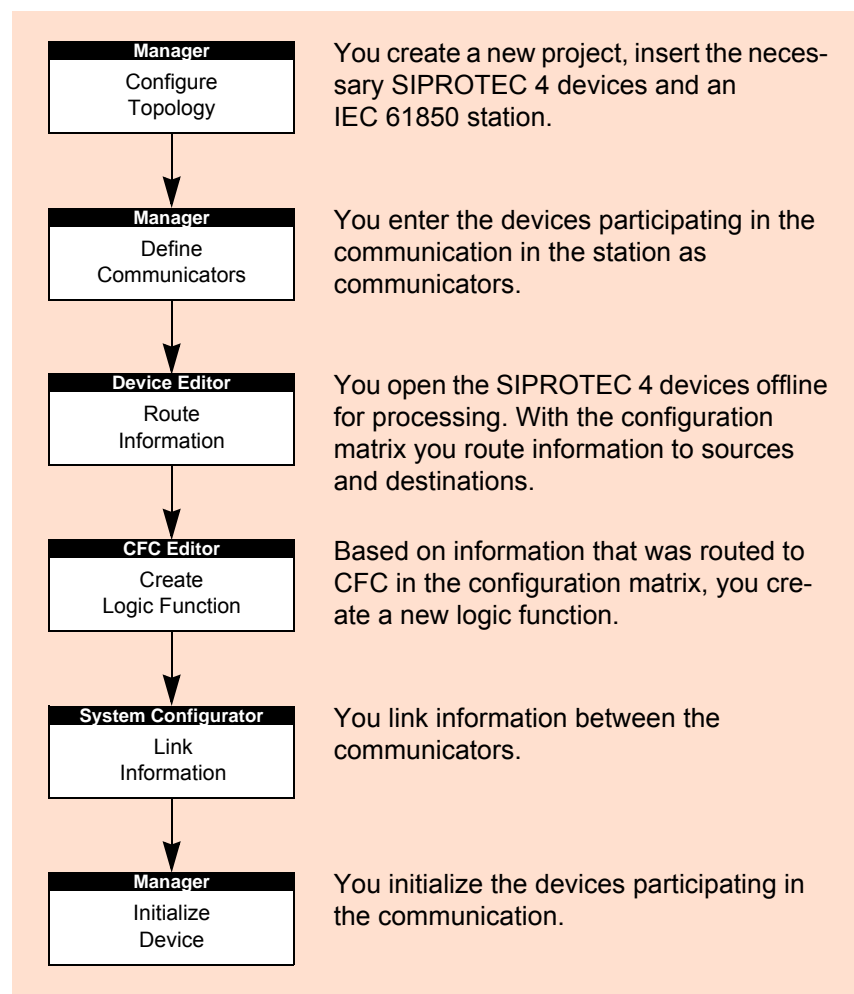 Manager
Configure
Topology
You create a new project, insert the neces-
sary SIPROTEC 4 devices and an
IEC 61850 station.
Manager
Define
Communicators
You enter the devices participating in the
communication in the station as
communicators.
Device Editor
Route
Information
You open the SIPROTEC 4 devices offline
for processing. With the configuration
matrix you route information to sources
and destinations.
CFC Editor
Create
Logic Function
Based on information that was routed to
CFC in the configuration matrix, you cre-
ate a new logic function.
System Configurator
Link
Information
You link information between the
communicators.
Manager
Initialize
Device
You initialize the devices participating in
the communication.